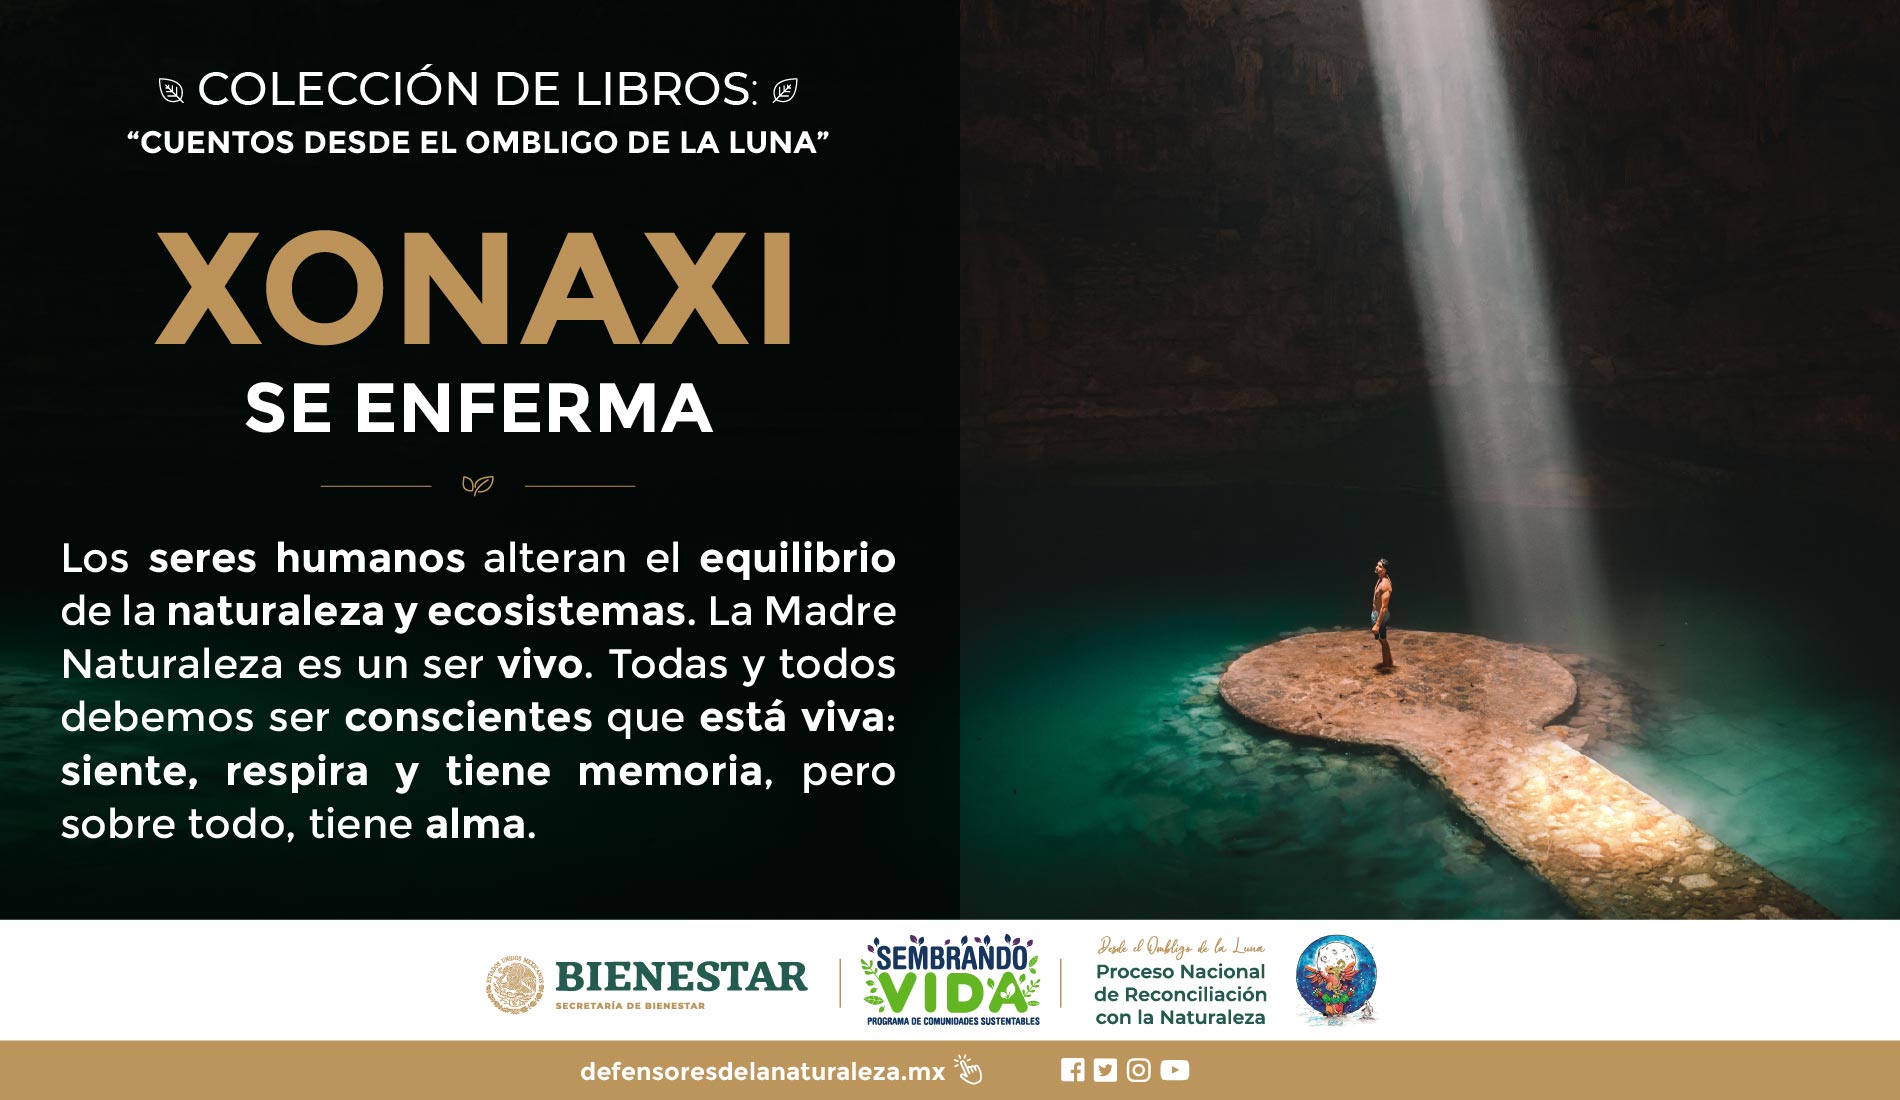 COLECCIÓN DE LIBROS:
“CUENTOS DESDE EL OMBLIGO DE LA LUNA”
XONAXI
SE ENFERMA
Los seres humanos alteran el equilibrio
de la naturaleza y ecosistemas. La Madre
Naturaleza es un ser vivo. Todas y todos
debemos ser conscientes que está viva:
siente, respira y tiene memoria, pero
sobre todo, tiene alma.
ESTADOS UNIDOS MEXICANOS
BIENESTAR
SECRETARÍA DE BIENESTAR
SEMBRANDO
VIDA
PROGRAMA DE COMUNIDADES SUSTENTABLES
Desde el Ombligo de la Luna
Proceso Nacional
de Reconciliación
con la Naturaleza
defensoresdelanaturaleza.mx